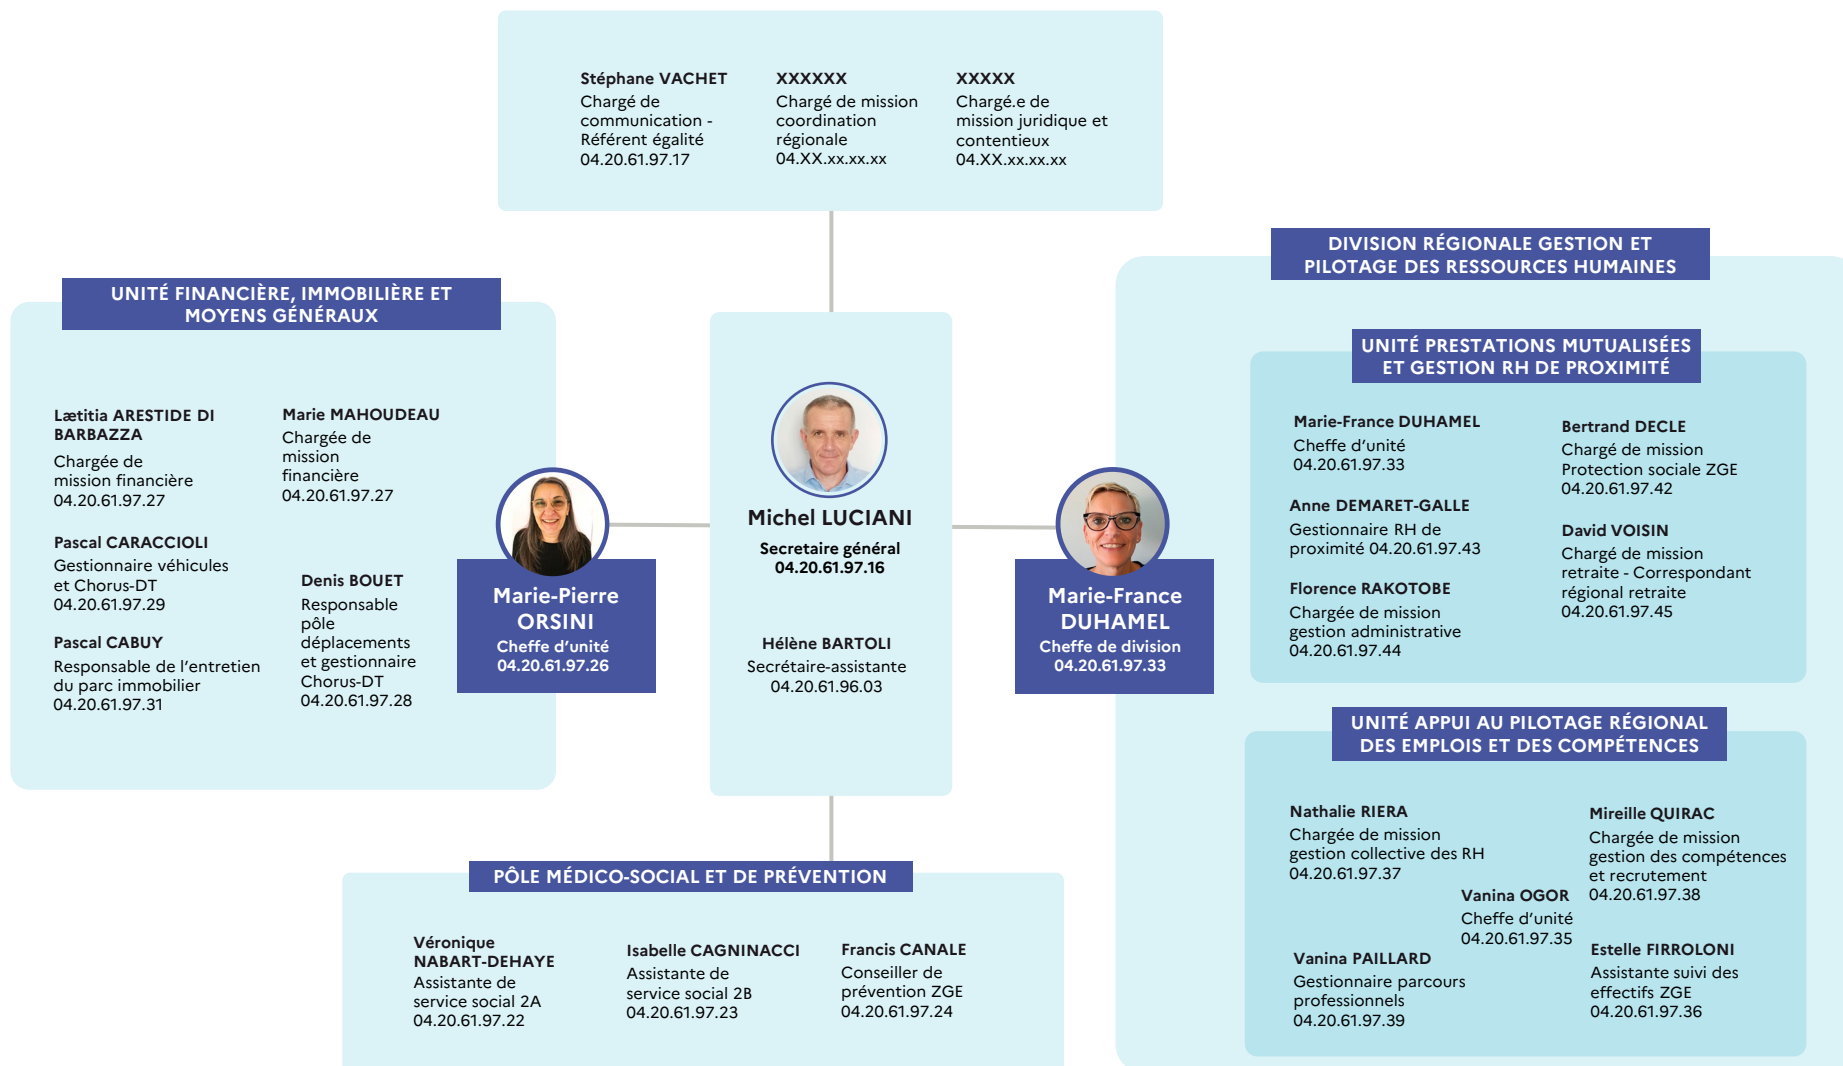 Stéphane VACHET
Chargé de
communication -
Référent égalité
04.20.61.97.17
XXXXXX
Chargé de mission
coordination
régionale
04.XX.xx.xx.xx
XXXXX
Chargé.e de
mission juridique et
contentieux
04.XX.xx.xx.xx
UNITÉ FINANCIÈRE, IMMOBILIÈRE ET
MOYENS GÉNÉRAUX
Lætitia ARESTIDE DI
BARBAZZA
Chargée de
mission financière
04.20.61.97.27
Marie MAHOUDEAU
Chargée de
mission
financière
04.20.61.97.27
Pascal CARACCIOLI
Gestionnaire véhicules
et Chorus-DT
04.20.61.97.29
Denis BOUET
Responsable
pôle
déplacements
et gestionnaire
Chorus-DT
04.20.61.97.28
Pascal CABUY
Responsable de l'entretien
du parc immobilier
04.20.61.97.31
Marie-Pierre
ORSINI
Cheffe d'unité
04.20.61.97.26
Michel LUCIANI
Secretaire général
04.20.61.97.16
Hélène BARTOLI
Secrétaire-assistante
04.20.61.96.03
Marie-France
DUHAMEL
Cheffe de division
04.20.61.97.33
DIVISION RÉGIONALE GESTION ET
PILOTAGE DES RESSOURCES HUMAINES
UNITÉ PRESTATIONS MUTUALISÉES
ET GESTION RH DE PROXIMITÉ
Marie-France DUHAMEL
Cheffe d'unité
04.20.61.97.33
Bertrand DECLE
Chargé de mission
Protection sociale ZGE
04.20.61.97.42
Anne DEMARET-GALLE
Gestionnaire RH de
proximité 04.20.61.97.43
David VOISIN
Chargé de mission
retraite - Correspondant
régional retraite
04.20.61.97.45
Florence RAKOTOBE
Chargée de mission
gestion administrative
04.20.61.97.44
UNITÉ APPUI AU PILOTAGE RÉGIONAL
DES EMPLOIS ET DES COMPÉTENCES
Nathalie RIERA
Chargée de mission
gestion collective des RH
04.20.61.97.37
Mireille QUIRAC
Chargée de mission
gestion des compétences
et recrutement
04.20.61.97.38
Vanina OGOR
Cheffe d'unité
04.20.61.97.35
Vanina PAILLARD
Gestionnaire parcours
professionnels
04.20.61.97.39
Estelle FIRROLONI
Assistante suivi des
effectifs ZGE
04.20.61.97.36
PÔLE MÉDICO-SOCIAL ET DE PRÉVENTION
Véronique
NABART-DEHAYE
Assistante de
service social 2A
04.20.61.97.22
Isabelle CAGNINACCI
Assistante de
service social 2B
04.20.61.97.23
Francis CANALE
Conseiller de
prévention ZGE
04.20.61.97.24